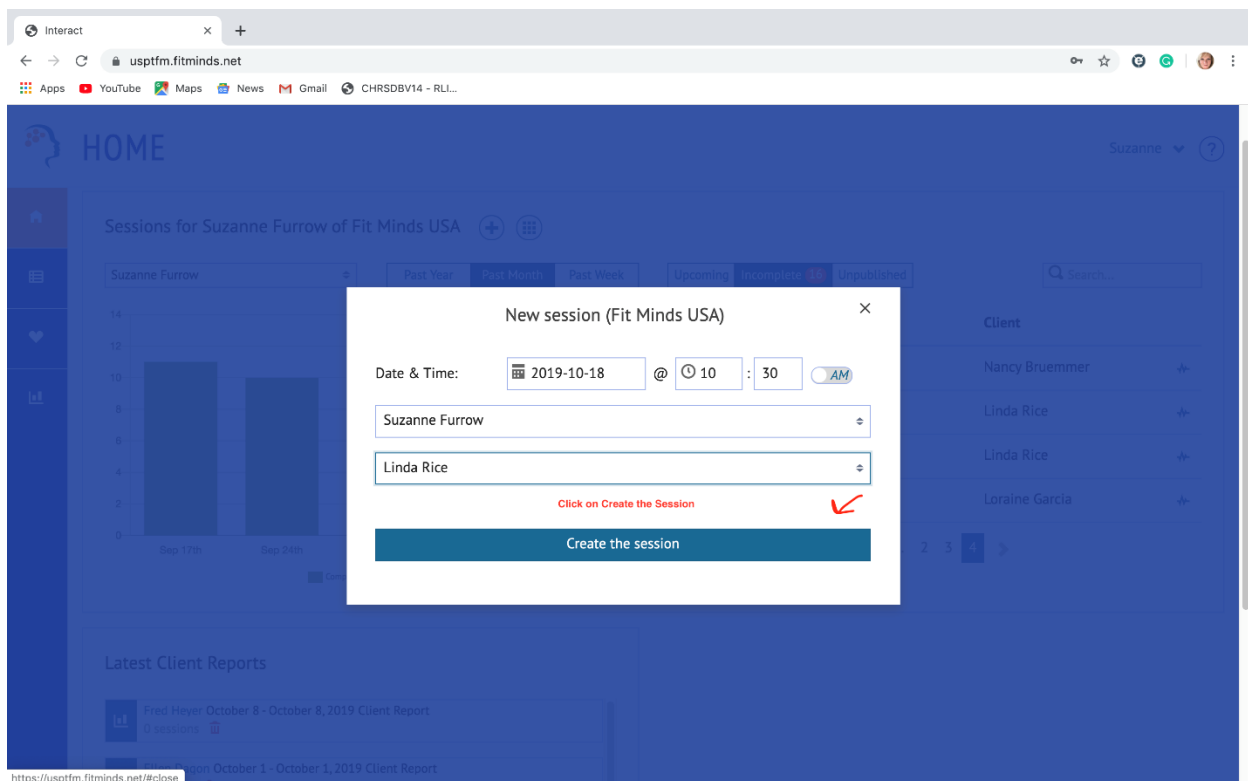 Interact
usptfm.fitminds.net
Apps YouTube Maps News Gmail CHRSDBV14 - RLI...
HOME
Suzanne
?
Sessions for Suzanne Furrow of Fit Minds USA
Suzanne Furrow Past Year Past Month Past Week Upcoming Incomplete Unpublished Search...
New session (Fit Minds USA)
Date & Time: 2019-10-18 @ 10 : 30 AM
Suzanne Furrow
Linda Rice
Click on Create the Session
Create the session
14
12
10
8
6
4
2
0
Sep 17th Sep 24th
Client
Nancy Bruemmer
Linda Rice
Linda Rice
Loraine Garcia
2 3 4
Latest Client Reports
Fred Heyer October 8 - October 8, 2019 Client Report
0 sessions
October 1 - October 1, 2019 Client Report
https://usptfm.fitminds.net/#close